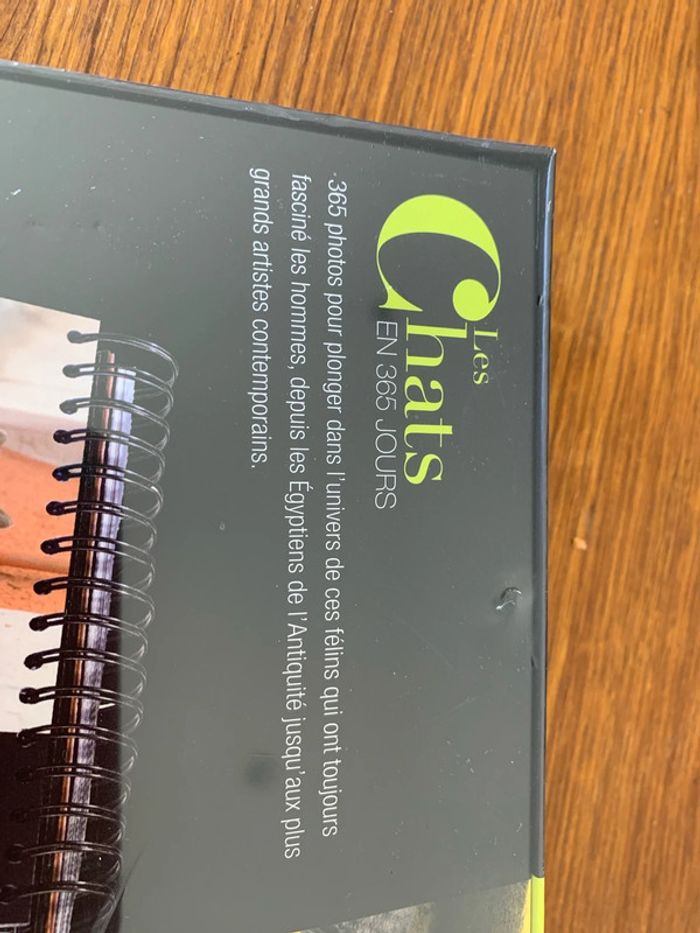 Les
Chats
EN 365 JOURS
365 photos pour plonger dans l'univers de ces félins qui ont toujours
fasciné les hommes, depuis les Égyptiens de l'Antiquité jusqu'aux plus
grands artistes contemporains.